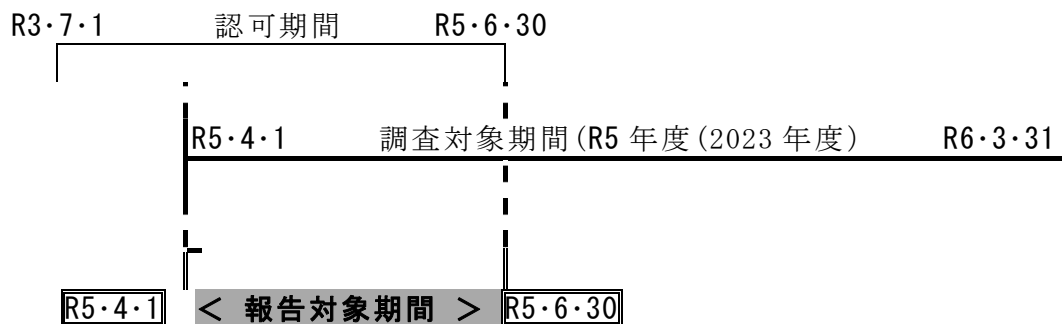 R3・7・1 認可期間 R5・6・30
R5・4・1 調査対象期間(R5 年度(2023 年度) R6・3・31
R5・4・1 ＜ 報告対象期間 ＞ R5・6・30